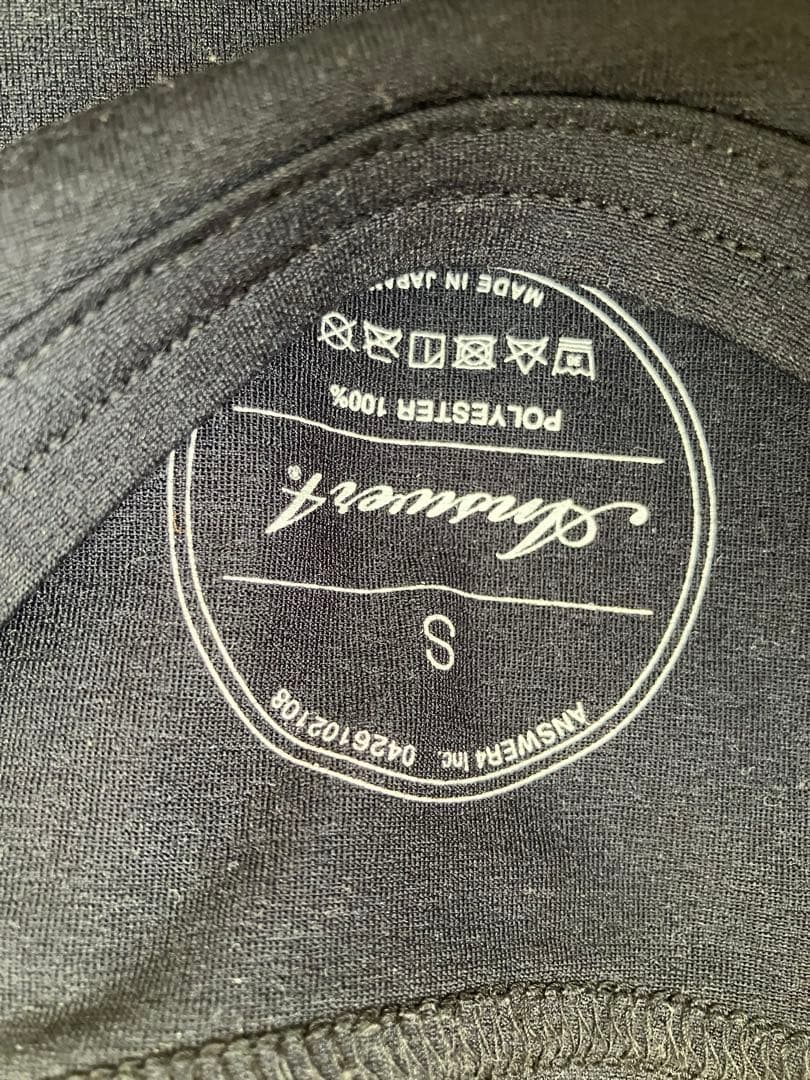 ANSWER4 Inc. 0426102108
S
Answer4.
POLYESTER 100%
MADE IN JAPAN